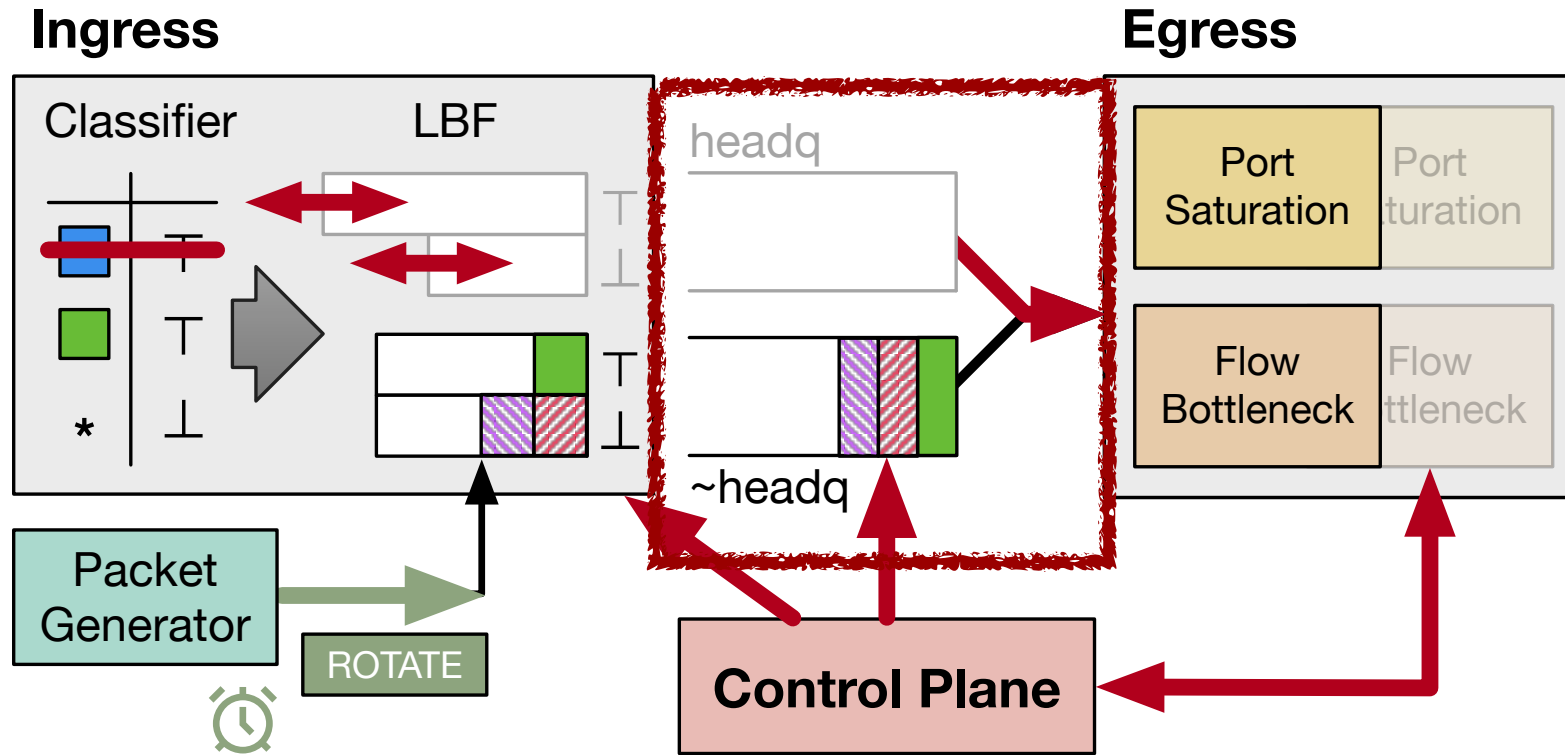 Ingress
Egress
Classifier
LBF
headq
⊤
⊥
⊤
⊤
⊥
*
⊤
⊥
~headq
Port
Saturation
Port
turation
Flow
Bottleneck
Flow
ttleneck
Packet
Generator
ROTATE
Control Plane